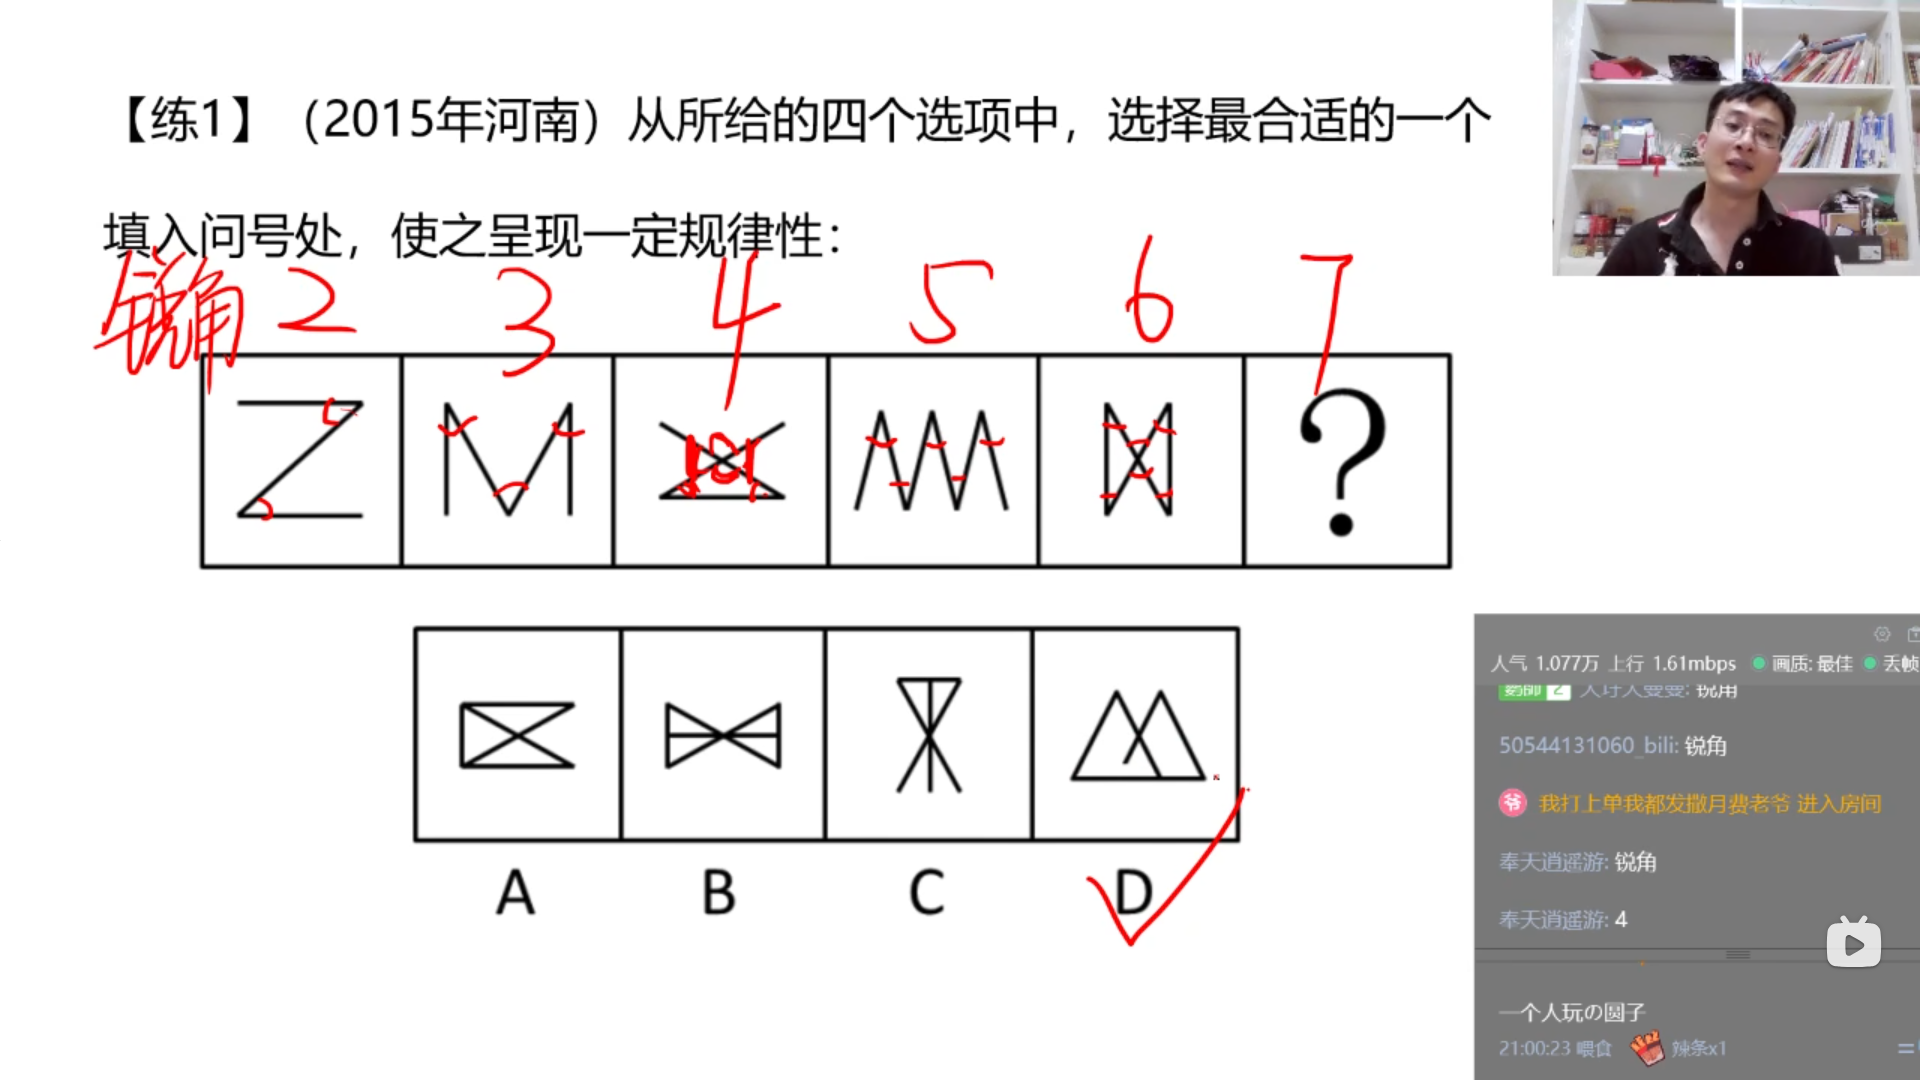 【练1】（2015年河南）从所给的四个选项中，选择最合适的一个
填入问号处，使之呈现一定规律性：
锐角 2 3 4 5 6 7
?
A B C D
人气 1.077万 上行 1.61mbps 画质: 最佳 丢帧
2 : 锐角
50544131060_bili: 锐角
爷 我打上单我都发撒月费老爷 进入房间
奉天逍遥游: 锐角
奉天逍遥游: 4
一个人玩の圆子
21:00:23 喂食 辣条x1